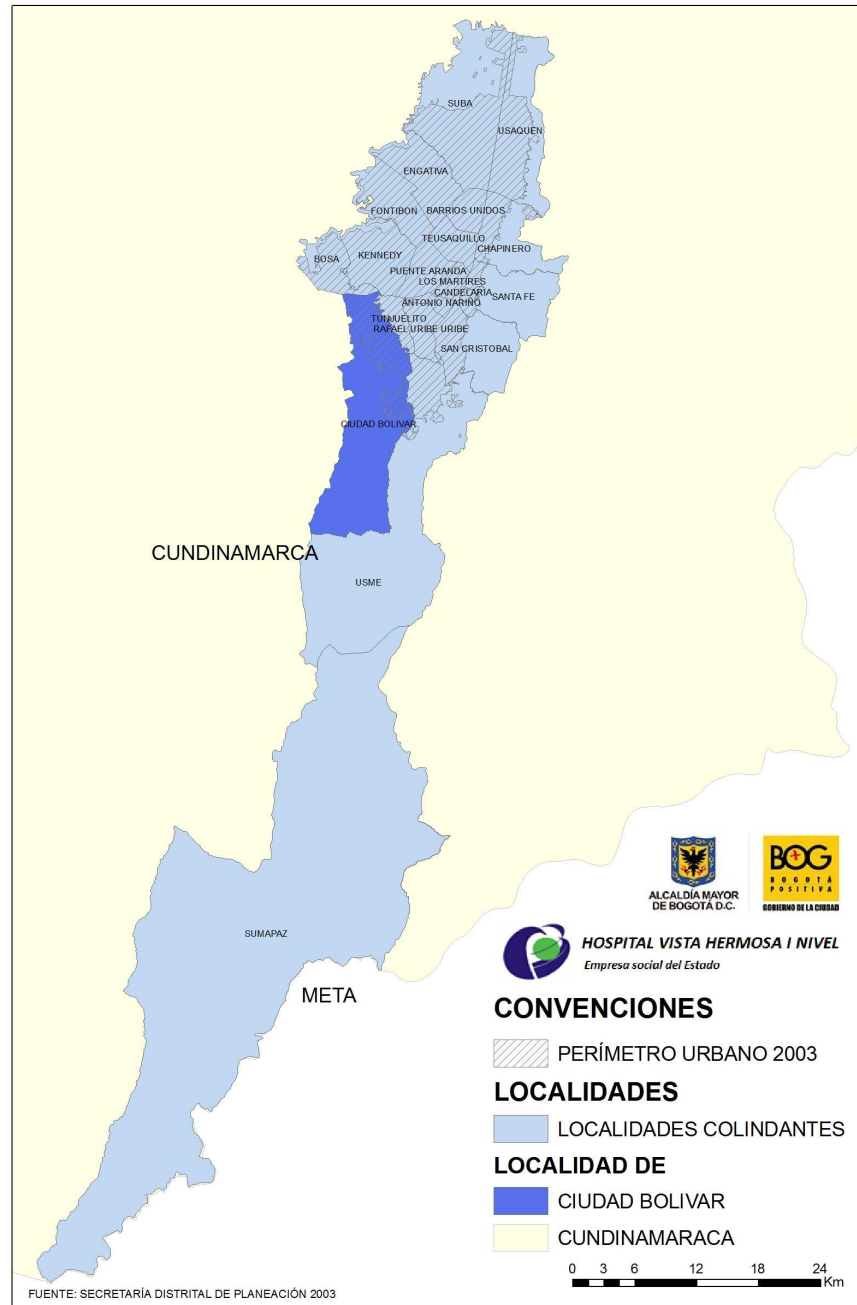 SUBA
USAQUEN
ENGATIVA
FONTIBON
BARRIOS UNIDOS
TEUSAQUILLO
CHAPINERO
BOSA
KENNEDY
PUENTE ARANDA
LOS MARTIRES
CANDELARIA
SANTA FE
ANTONIO NARIÑO
TUNJUELITO
RAFAEL URIBE URIBE
SAN CRISTOBAL
CIUDAD BOLIVAR
CUNDINAMARCA
USME
SUMAPAZ
META
ALCALDÍA MAYOR
DE BOGOTÁ D.C.
BOG
BOGOTÁ
POSITIVA
GOBIERNO DE LA CIUDAD
HOSPITAL VISTA HERMOSA I NIVEL
Empresa social del Estado
CONVENCIONES
PERÍMETRO URBANO 2003
LOCALIDADES
LOCALIDADES COLINDANTES
LOCALIDAD DE
CIUDAD BOLIVAR
CUNDINAMARACA
0 3 6 12 18 24
Km
FUENTE: SECRETARÍA DISTRITAL DE PLANEACIÓN 2003